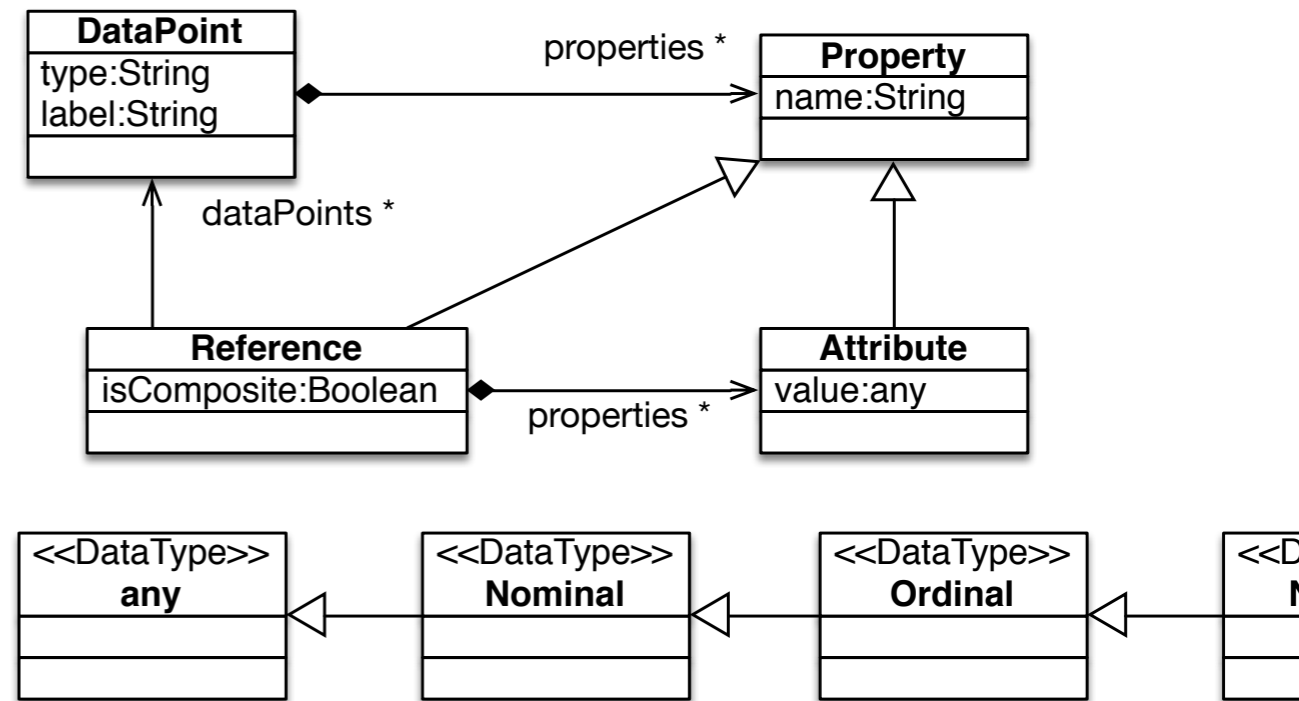 DataPoint
type:String
label:String
properties *
Property
name:String
dataPoints *
Reference
isComposite:Boolean
properties *
Attribute
value:any
<<DataType>>
any
<<DataType>>
Nominal
<<DataType>>
Ordinal